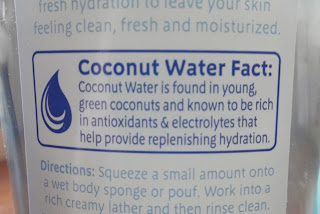 fresh hydration to leave your skin
feeling clean, fresh and moisturized.
Coconut Water Fact:
Coconut Water is found in young,
green coconuts and known to be rich
in antioxidants & electrolytes that
help provide replenishing hydration.
Directions: Squeeze a small amount onto
a wet body sponge or pouf. Work into a
rich creamy lather and then rinse clean.